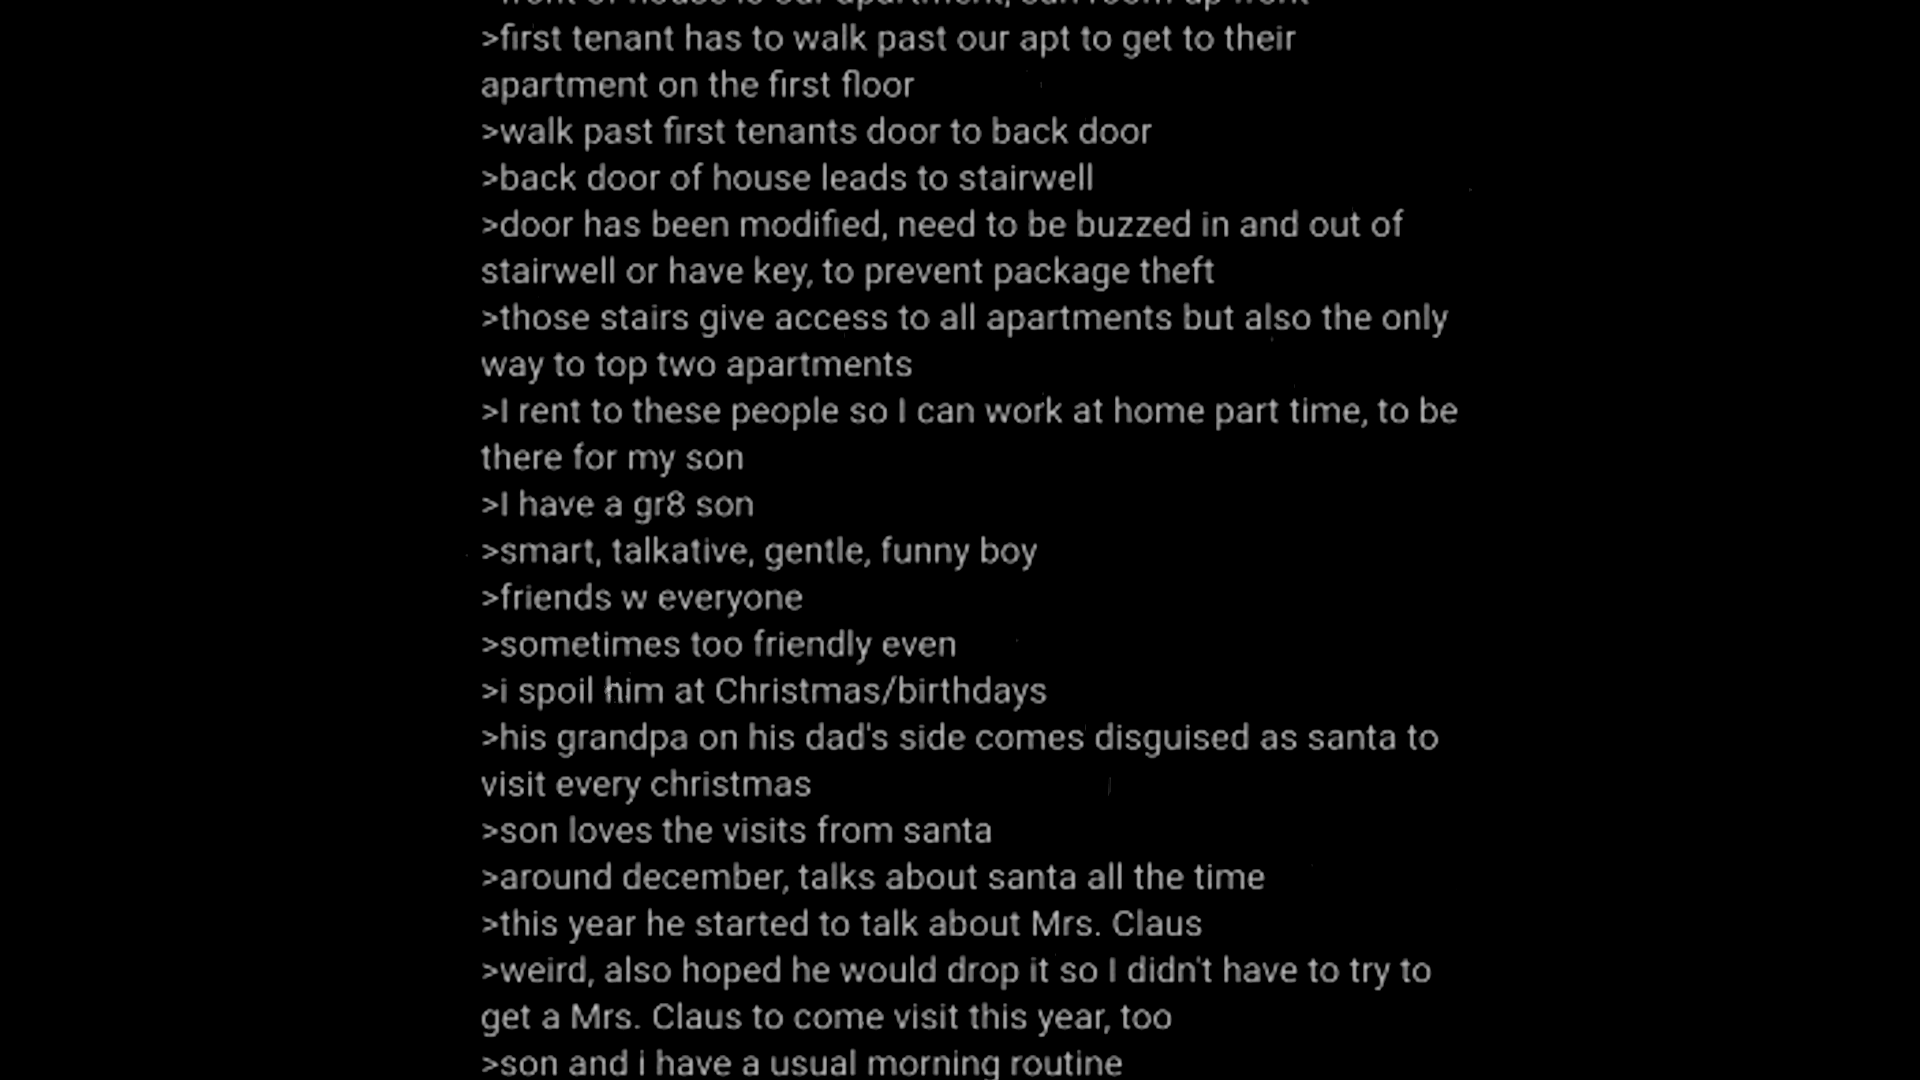 >first tenant has to walk past our apt to get to their
apartment on the first floor
>walk past first tenants door to back door
>back door of house leads to stairwell
>door has been modified, need to be buzzed in and out of
stairwell or have key, to prevent package theft
>those stairs give access to all apartments but also the only
way to top two apartments
>I rent to these people so I can work at home part time, to be
there for my son
>I have a gr8 son
>smart, talkative, gentle, funny boy
>friends w everyone
>sometimes too friendly even
>i spoil him at Christmas/birthdays
>his grandpa on his dad's side comes disguised as santa to
visit every christmas
>son loves the visits from santa
>around december, talks about santa all the time
>this year he started to talk about Mrs. Claus
>weird, also hoped he would drop it so I didn't have to try to
get a Mrs. Claus to come visit this year, too
>son and i have a usual morning routine